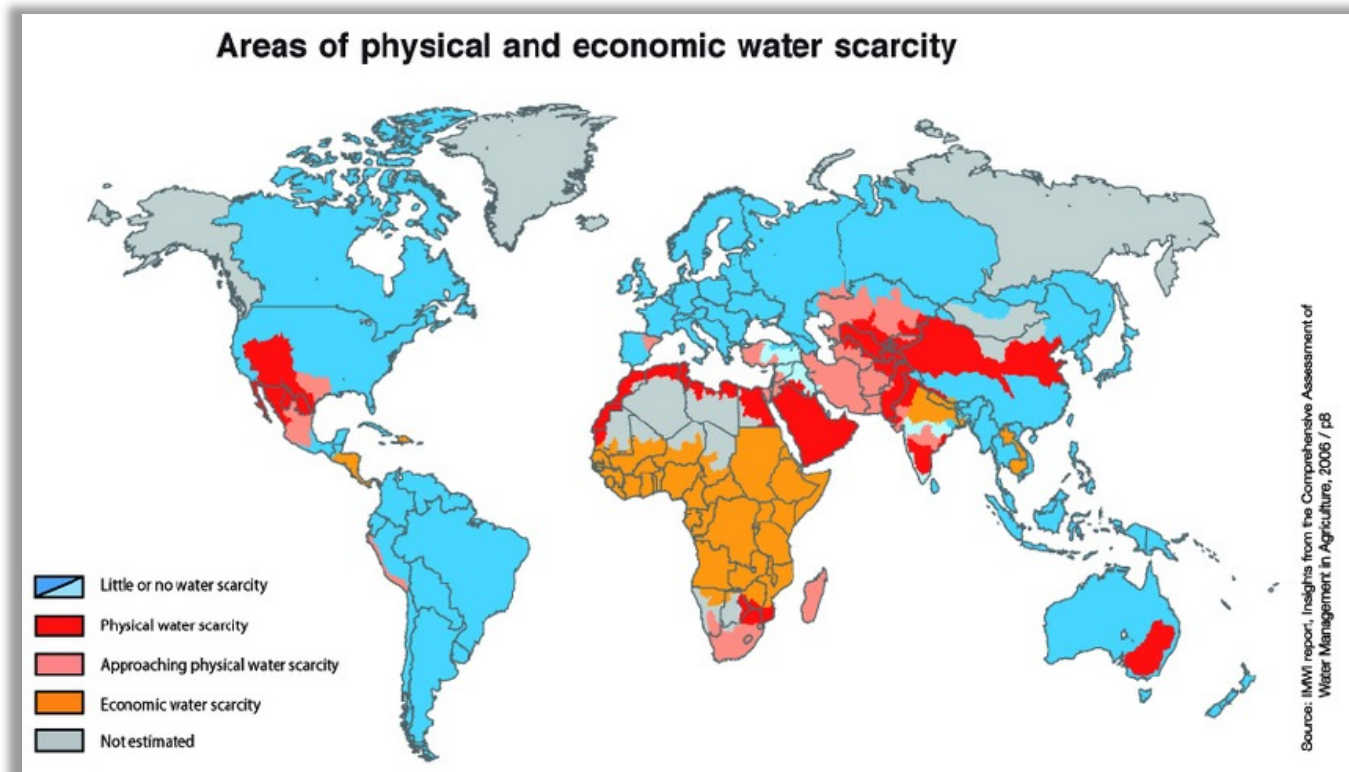 Areas of physical and economic water scarcity
Little or no water scarcity
Physical water scarcity
Approaching physical water scarcity
Economic water scarcity
Not estimated
Source: IMWI report, Insights from the Comprehensive Assessment of
Water Management in Agriculture, 2006 / p8